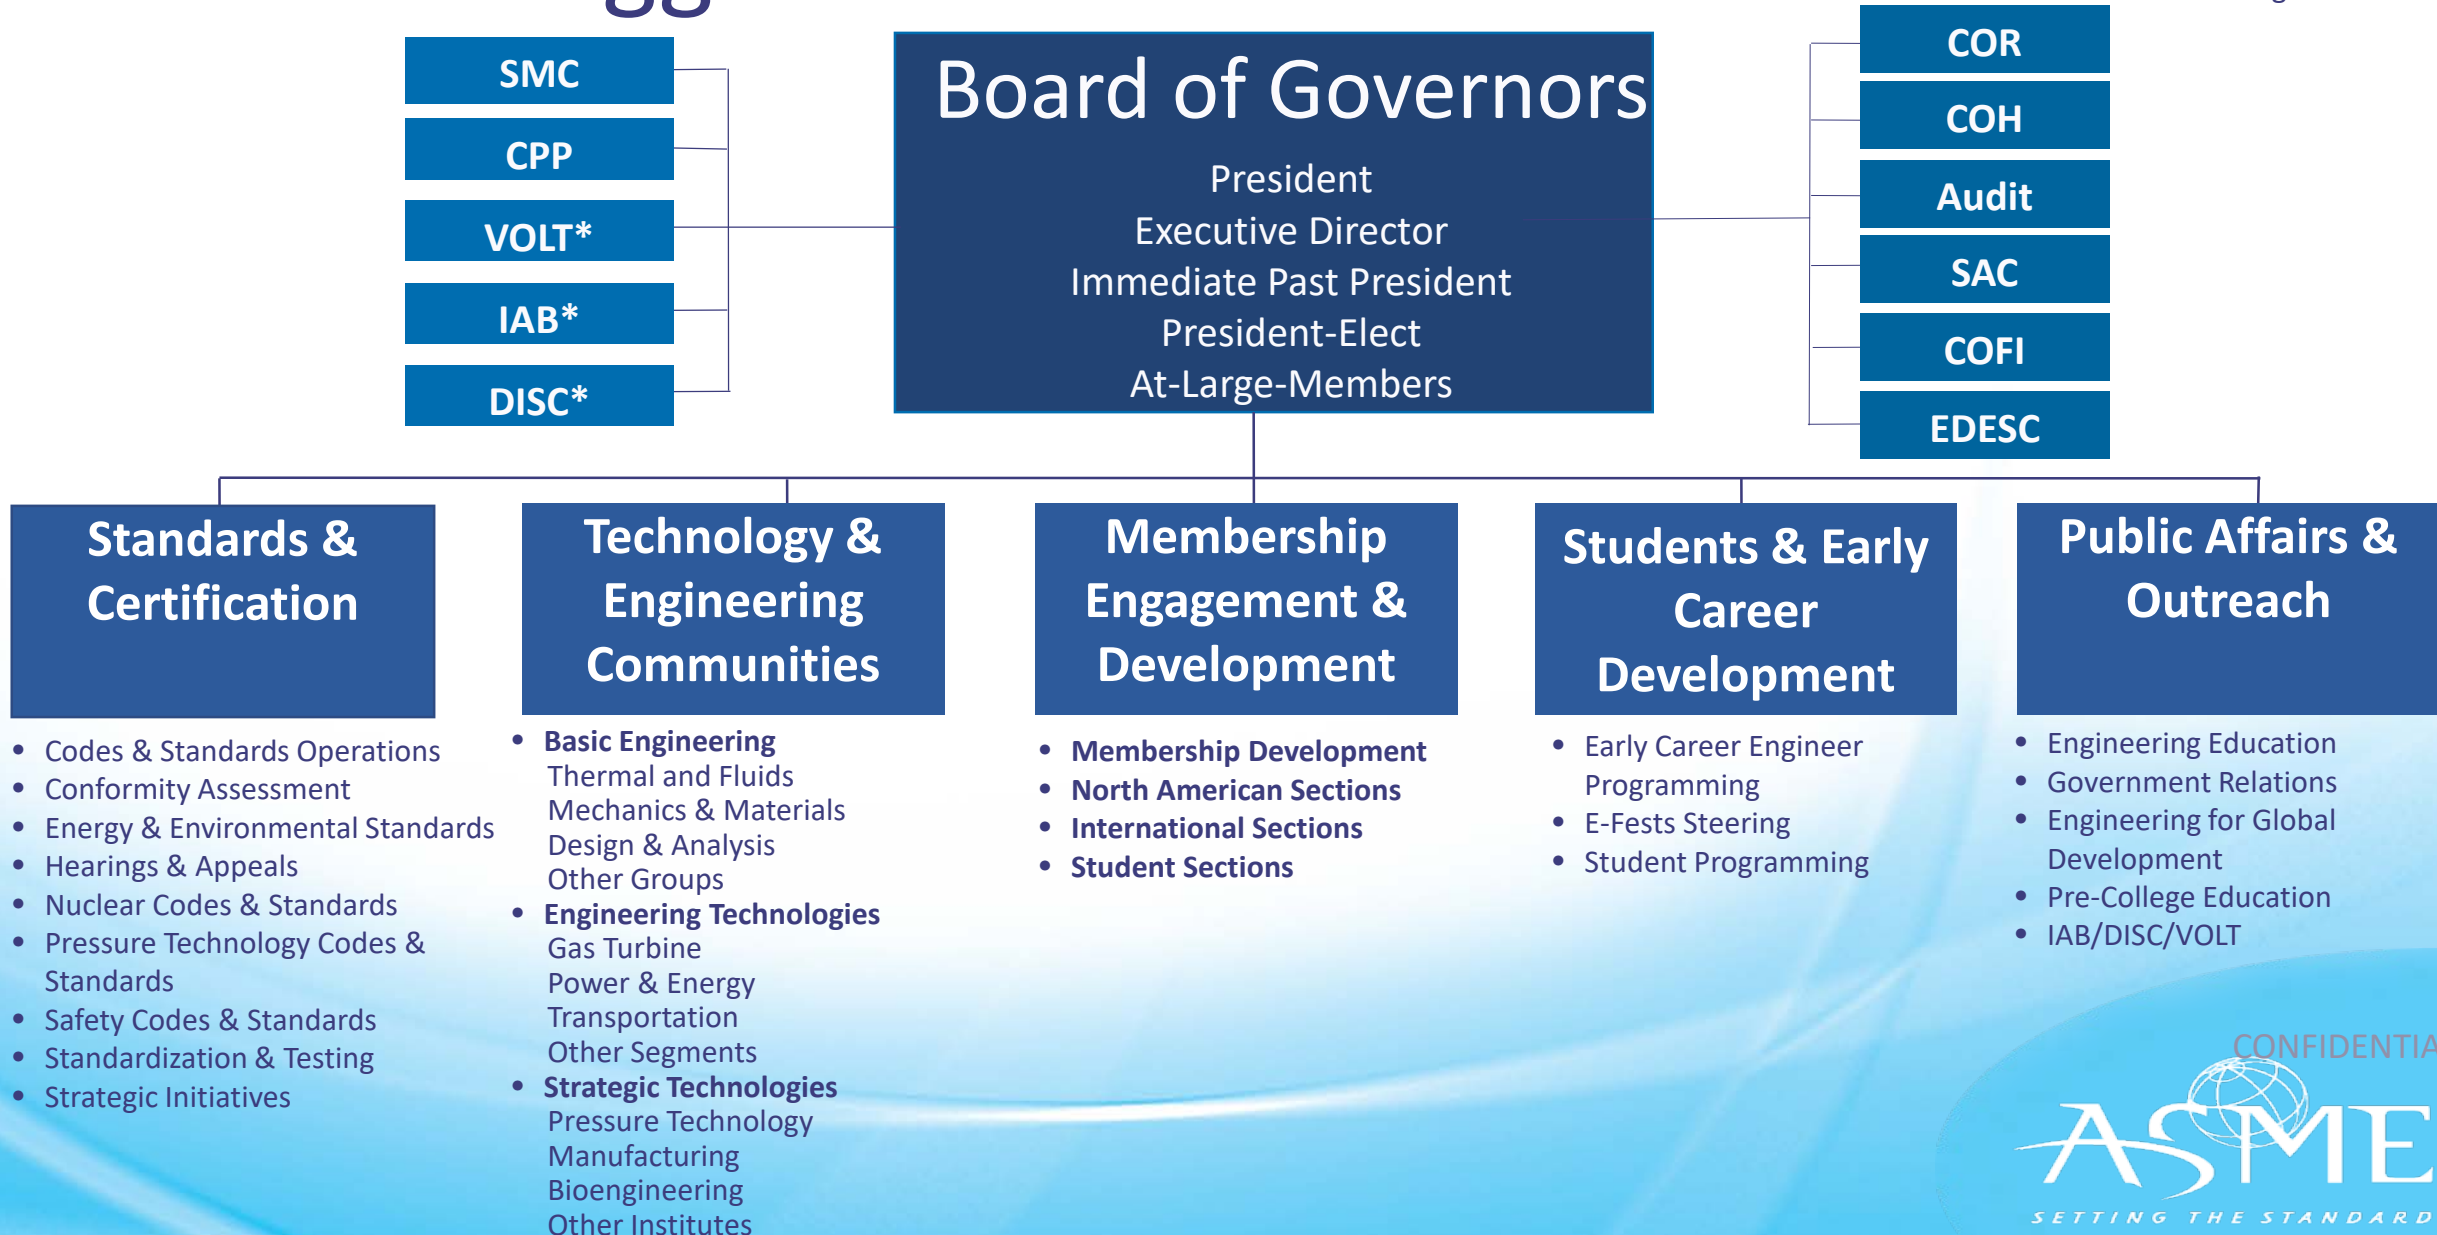 SMC
CPP
VOLT*
IAB*
DISC*
Board of Governors
President
Executive Director
Immediate Past President
President-Elect
At-Large-Members
COR
COH
Audit
SAC
COFI
EDESC
Standards &
Certification
• Codes & Standards Operations
• Conformity Assessment
• Energy & Environmental Standards
• Hearings & Appeals
• Nuclear Codes & Standards
• Pressure Technology Codes &
Standards
• Safety Codes & Standards
• Standardization & Testing
• Strategic Initiatives
Technology &
Engineering
Communities
• Basic Engineering
Thermal and Fluids
Mechanics & Materials
Design & Analysis
Other Groups
• Engineering Technologies
Gas Turbine
Power & Energy
Transportation
Other Segments
• Strategic Technologies
Pressure Technology
Manufacturing
Bioengineering
Other Institutes
Membership
Engagement &
Development
• Membership Development
• North American Sections
• International Sections
• Student Sections
Students & Early
Career
Development
• Early Career Engineer
Programming
• E-Fests Steering
• Student Programming
Public Affairs &
Outreach
• Engineering Education
• Government Relations
• Engineering for Global
Development
• Pre-College Education
• IAB/DISC/VOLT
CONFIDENTIA
ASME
SETTING THE STANDARD